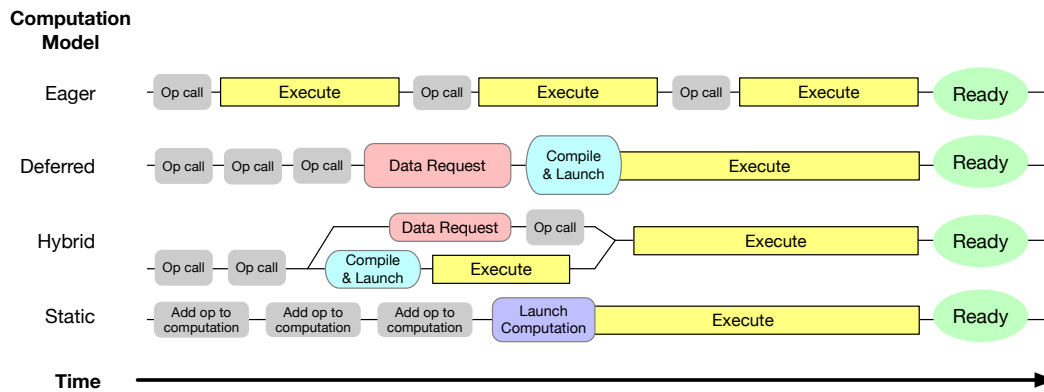 Computation
Model
Eager
Op call
Execute
Op call
Execute
Op call
Execute
Ready
Deferred
Op call
Op call
Op call
Data Request
Compile
& Launch
Execute
Ready
Hybrid
Op call
Op call
Data Request
Op call
Compile
& Launch
Execute
Execute
Ready
Static
Add op to
computation
Add op to
computation
Add op to
computation
Launch
Computation
Execute
Ready
Time